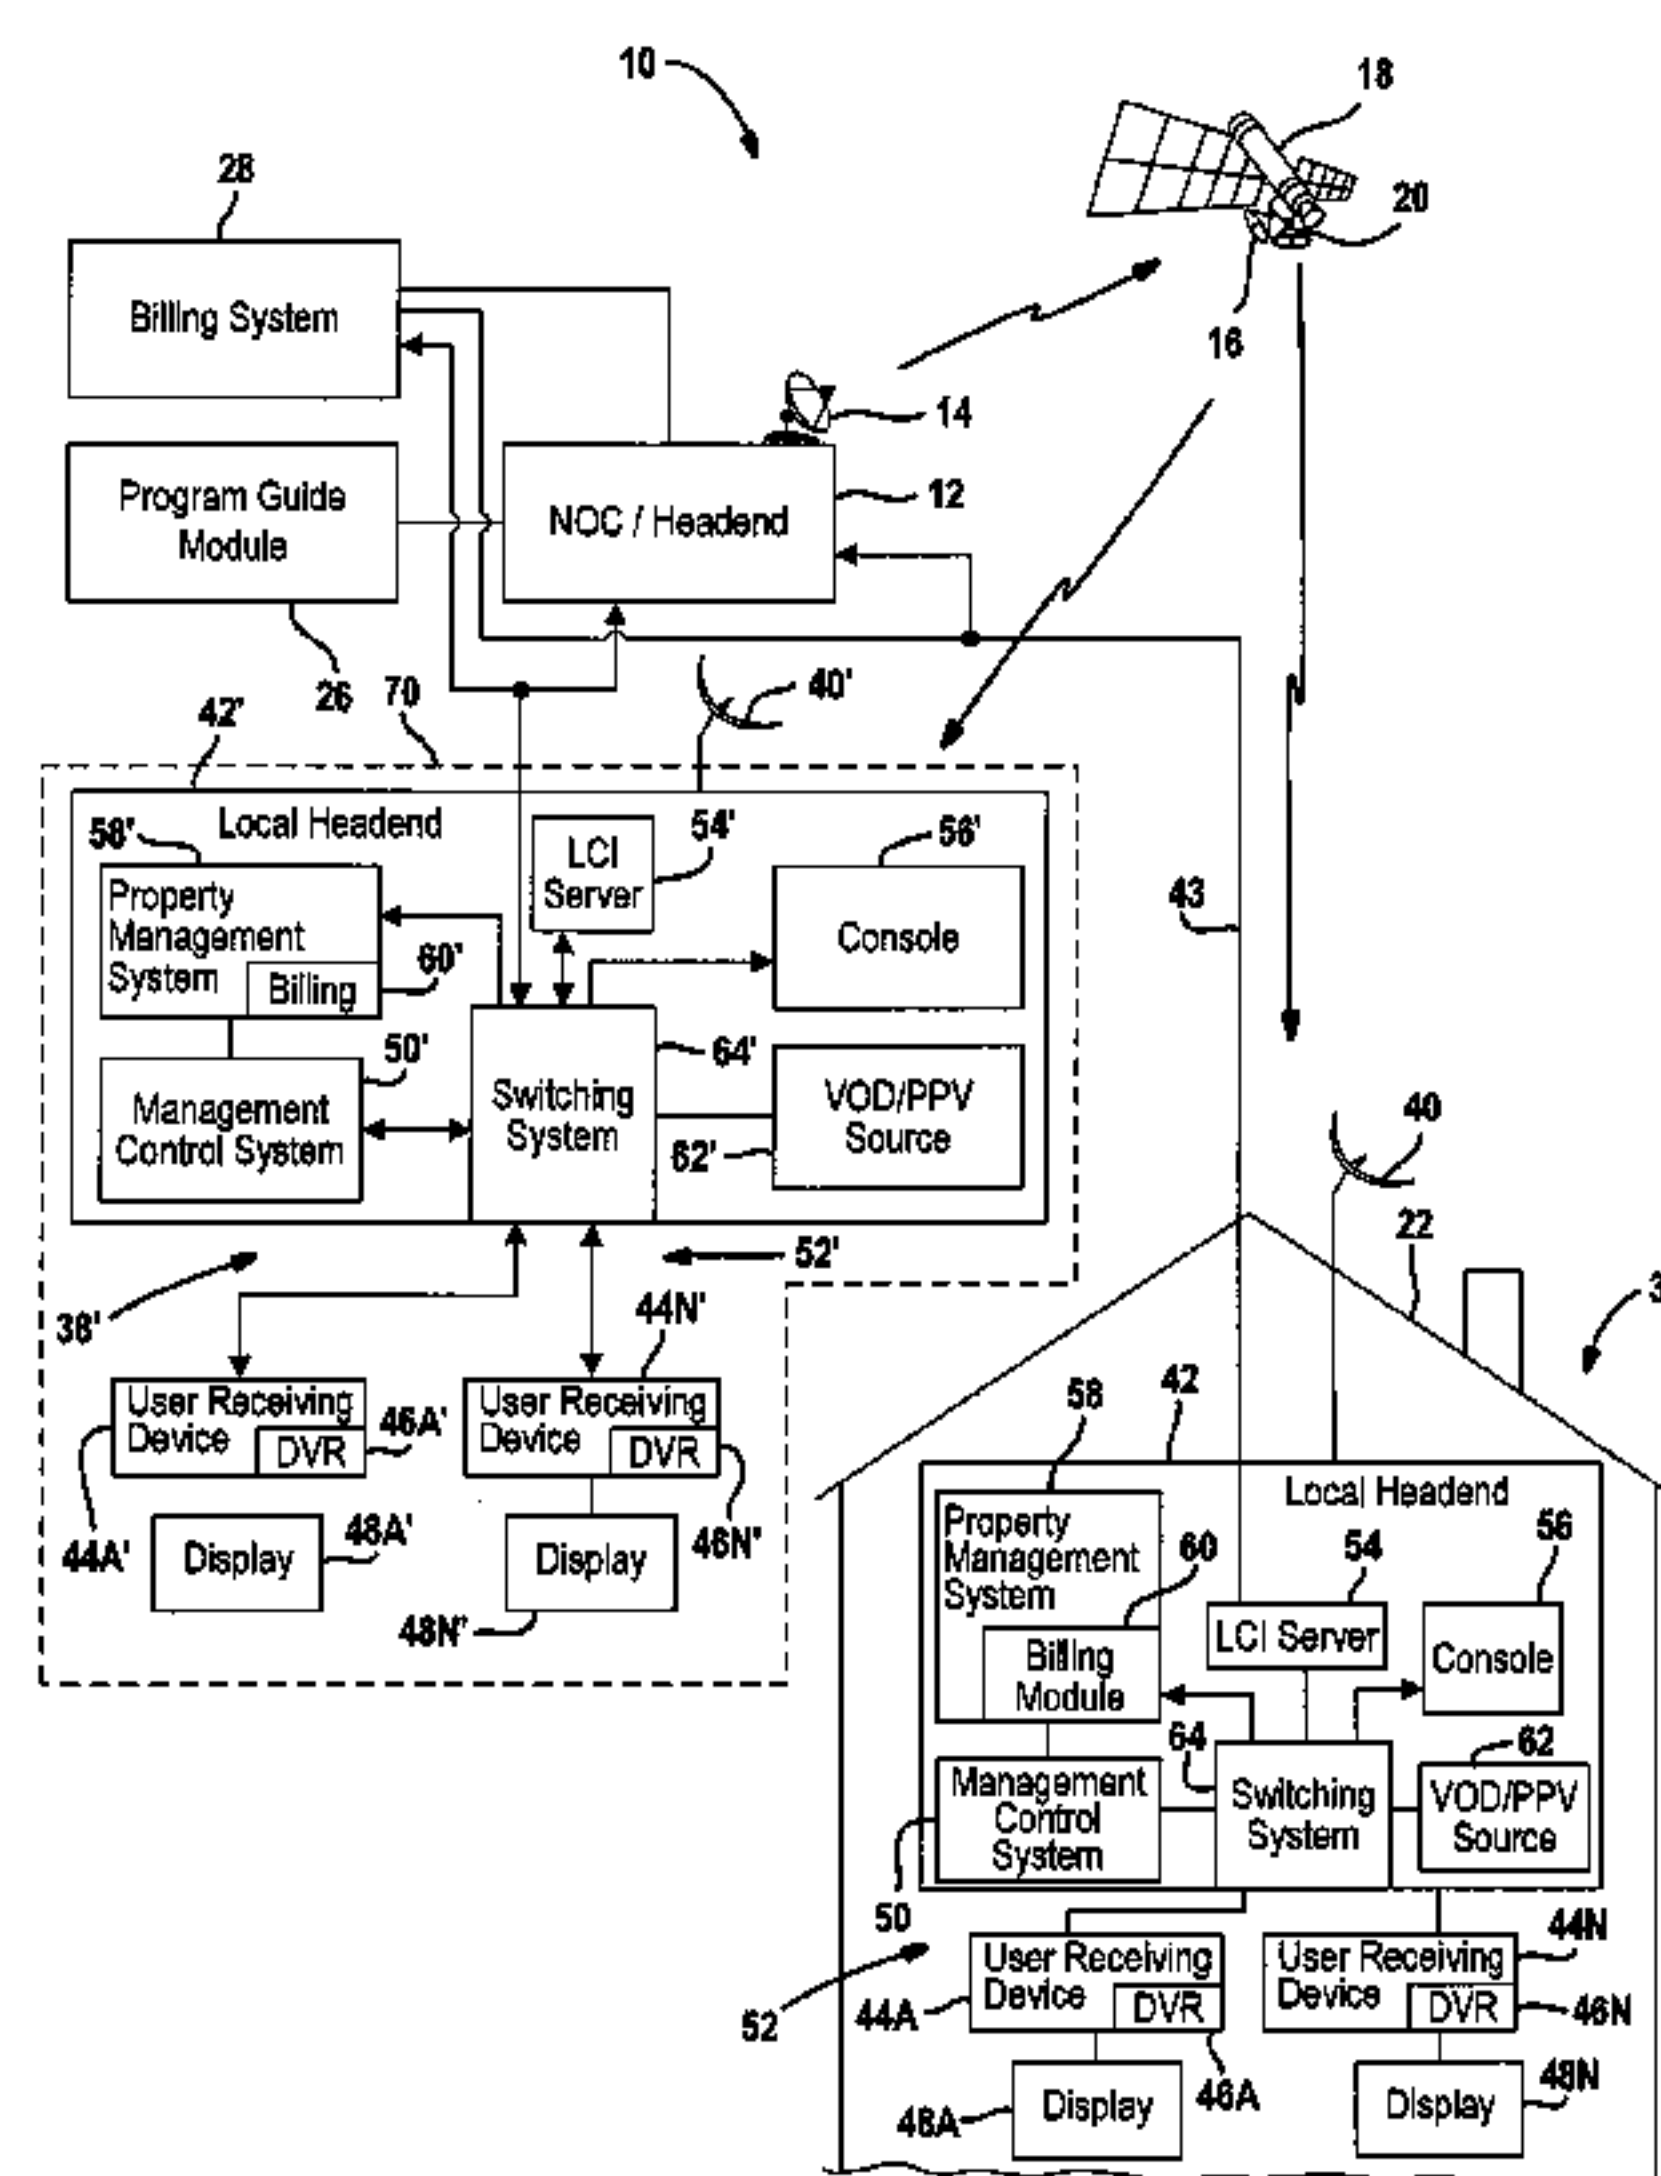 10
18
28
20
Billing System
16
14
Program Guide
Module
NOC / Headend
12
26
70
40'
42'
Local Headend
58'
54'
56'
LCI
Server
Property
Management
System
Billing
60'
Console
43
50'
64'
Management
Control System
Switching
System
VOD/PPV
Source
62'
40
22
52'
38'
44N'
User Receiving
Device
DVR
46A'
User Receiving
Device
DVR
44A'
Display
48A'
Display
46N'
48N'
58
42
Local Headend
Property
Management
System
60
54
56
LCI Server
Console
Billing
Module
64
62
Management
Control
System
Switching
System
VOD/PPV
Source
50
44N
User Receiving
Device
DVR
User Receiving
Device
DVR
52
44A
46N
46A
48N
48A
Display
Display